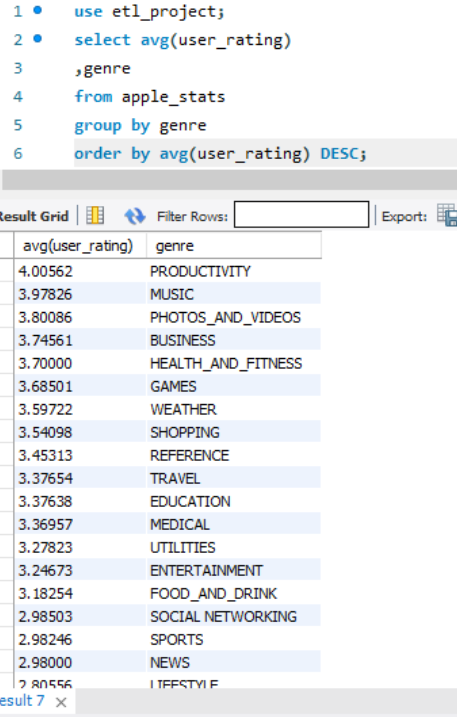 1 use etl_project;
2 select avg(user_rating)
3 ,genre
4 from apple_stats
5 group by genre
6 order by avg(user_rating) DESC;
Result Grid Filter Rows: Export:
avg(user_rating) genre
4.00562 PRODUCTIVITY
3.97826 MUSIC
3.80086 PHOTOS_AND_VIDEOS
3.74561 BUSINESS
3.70000 HEALTH_AND_FITNESS
3.68501 GAMES
3.59722 WEATHER
3.54098 SHOPPING
3.45313 REFERENCE
3.37654 TRAVEL
3.37638 EDUCATION
3.36957 MEDICAL
3.27823 UTILITIES
3.24673 ENTERTAINMENT
3.18254 FOOD_AND_DRINK
2.98503 SOCIAL NETWORKING
2.98246 SPORTS
2.98000 NEWS
2.80556 LIFESTYLE
esult 7